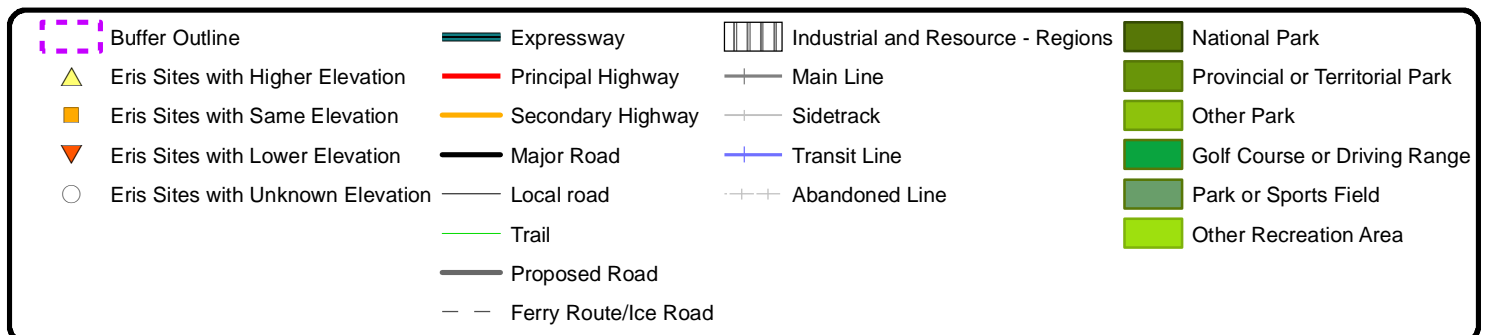 Buffer Outline
Eris Sites with Higher Elevation
Eris Sites with Same Elevation
Eris Sites with Lower Elevation
Eris Sites with Unknown Elevation
Expressway
Principal Highway
Secondary Highway
Major Road
Local road
Trail
Proposed Road
Ferry Route/Ice Road
Industrial and Resource - Regions
Main Line
Sidetrack
Transit Line
Abandoned Line
National Park
Provincial or Territorial Park
Other Park
Golf Course or Driving Range
Park or Sports Field
Other Recreation Area